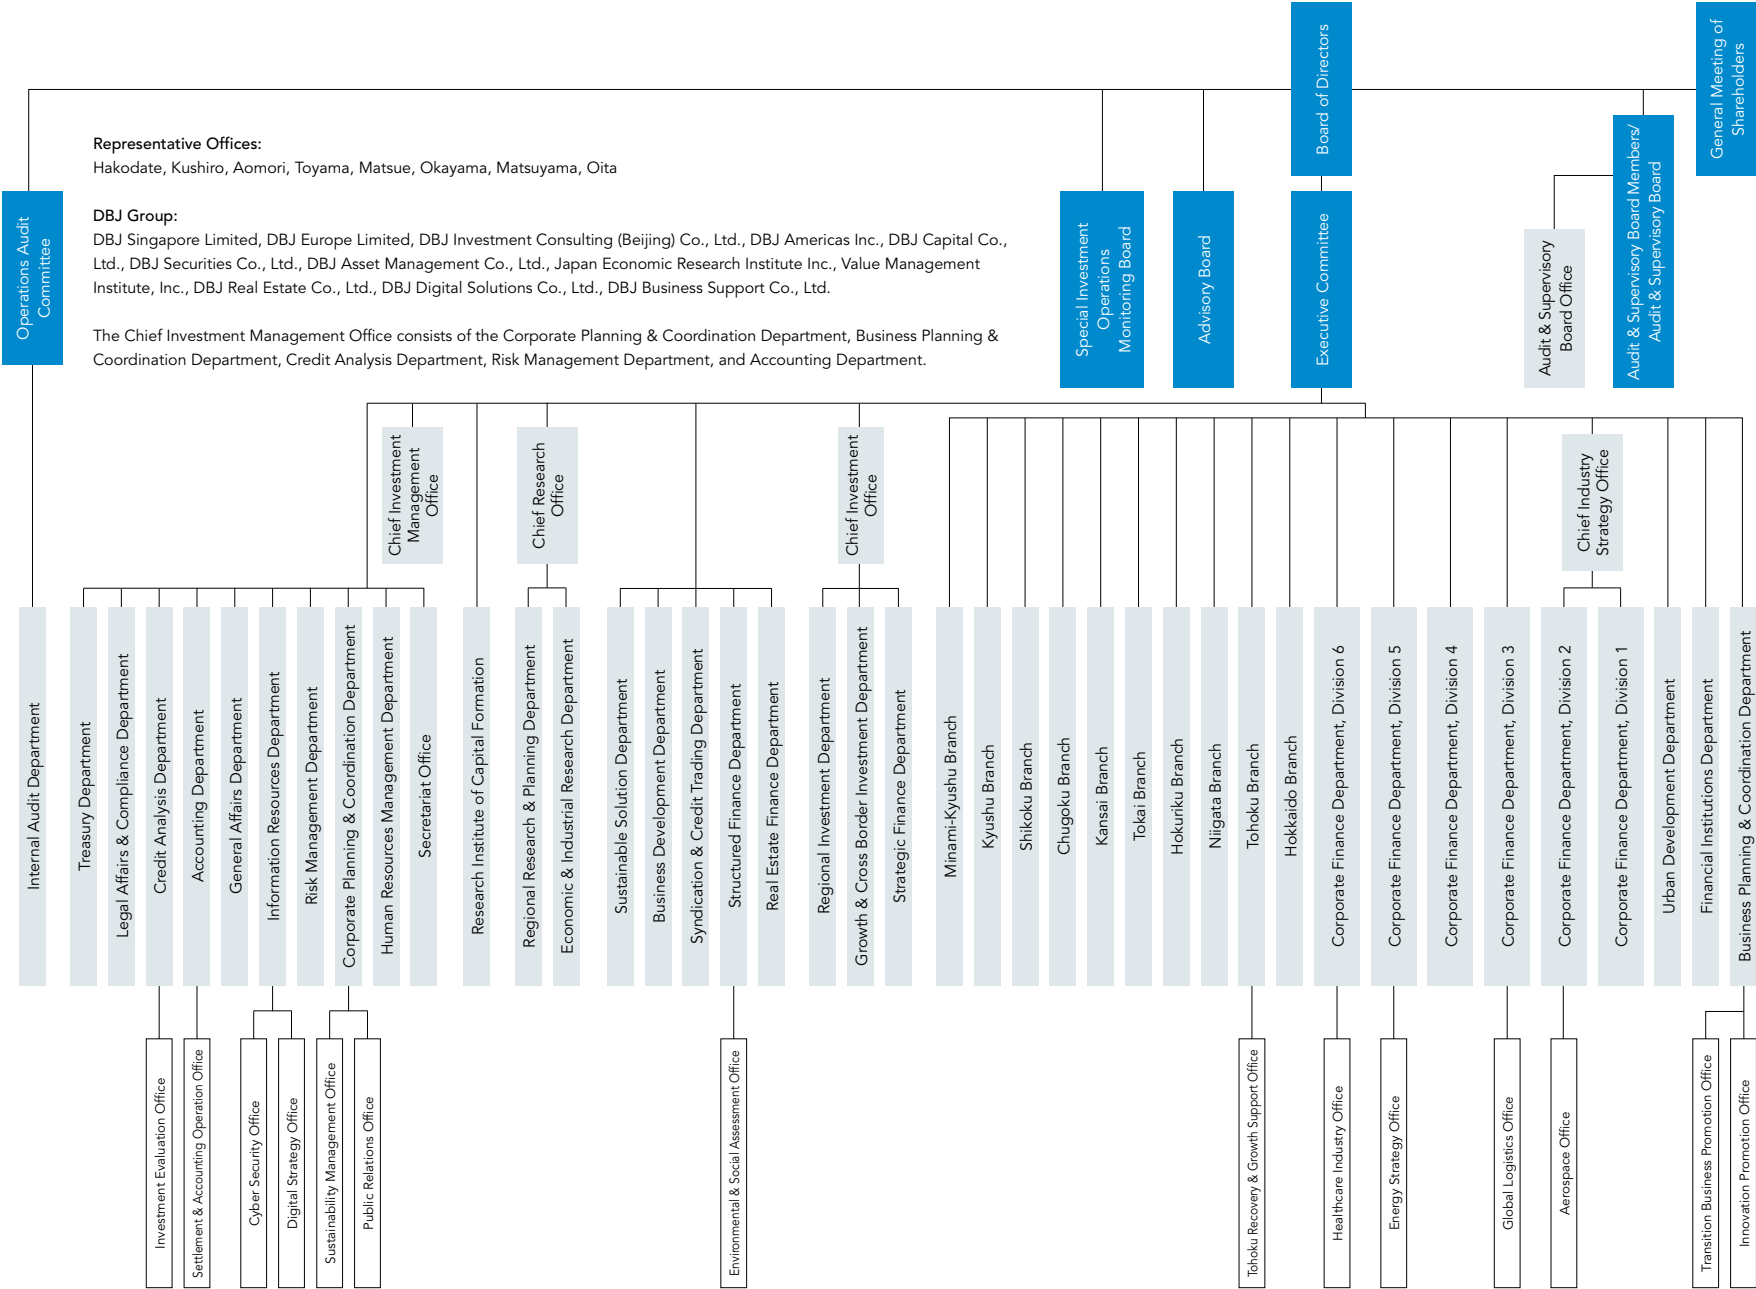 General Meeting of
Shareholders
Board of Directors
Audit & Supervisory Board Members/
Audit & Supervisory Board
Audit & Supervisory
Board Office
Executive Committee
Advisory Board
Special Investment
Operations
Monitoring Board
Operations Audit
Committee
Representative Offices:
Hakodate, Kushiro, Aomori, Toyama, Matsue, Okayama, Matsuyama, Oita
DBJ Group:
DBJ Singapore Limited, DBJ Europe Limited, DBJ Investment Consulting (Beijing) Co., Ltd., DBJ Americas Inc., DBJ Capital Co.,
Ltd., DBJ Securities Co., Ltd., DBJ Asset Management Co., Ltd., Japan Economic Research Institute Inc., Value Management
Institute, Inc., DBJ Real Estate Co., Ltd., DBJ Digital Solutions Co., Ltd., DBJ Business Support Co., Ltd.
The Chief Investment Management Office consists of the Corporate Planning & Coordination Department, Business Planning &
Coordination Department, Credit Analysis Department, Risk Management Department, and Accounting Department.
Chief Investment
Management
Office
Chief Research
Office
Chief Investment
Office
Chief Industry
Strategy Office
Internal Audit Department
Treasury Department
Legal Affairs & Compliance Department
Credit Analysis Department
Accounting Department
General Affairs Department
Information Resources Department
Risk Management Department
Corporate Planning & Coordination Department
Human Resources Management Department
Secretariat Office
Research Institute of Capital Formation
Regional Research & Planning Department
Economic & Industrial Research Department
Sustainable Solution Department
Business Development Department
Syndication & Credit Trading Department
Structured Finance Department
Real Estate Finance Department
Regional Investment Department
Growth & Cross Border Investment Department
Strategic Finance Department
Minami-Kyushu Branch
Kyushu Branch
Shikoku Branch
Chugoku Branch
Kansai Branch
Tokai Branch
Hokuriku Branch
Niigata Branch
Tohoku Branch
Hokkaido Branch
Corporate Finance Department, Division 6
Corporate Finance Department, Division 5
Corporate Finance Department, Division 4
Corporate Finance Department, Division 3
Corporate Finance Department, Division 2
Corporate Finance Department, Division 1
Urban Development Department
Financial Institutions Department
Business Planning & Coordination Department
Investment Evaluation Office
Settlement & Accounting Operation Office
Cyber Security Office
Digital Strategy Office
Sustainability Management Office
Public Relations Office
Environmental & Social Assessment Office
Tohoku Recovery & Growth Support Office
Healthcare Industry Office
Energy Strategy Office
Global Logistics Office
Aerospace Office
Transition Business Promotion Office
Innovation Promotion Office